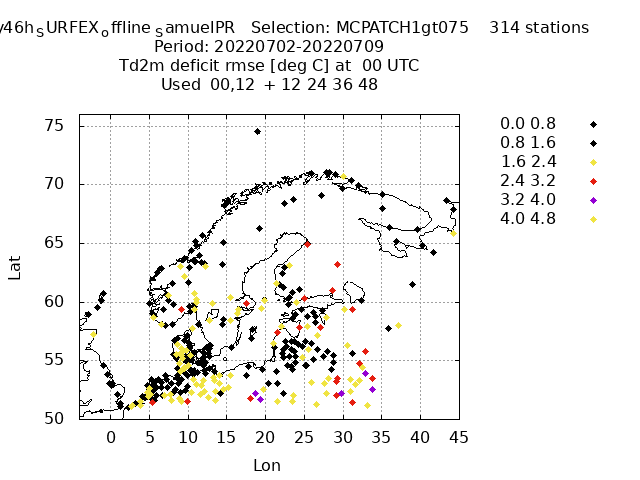 y46h_SURFEX_offline_SamuelPR Selection: MCPATCH1gt075 314 stations
Period: 20220702-20220709
Td2m deficit rmse [deg C] at 00 UTC
Used 00,12 + 12 24 36 48
0.0 0.8
0.8 1.6
1.6 2.4
2.4 3.2
3.2 4.0
4.0 4.8
75
70
65
60
55
50
Lat
0 5 10 15 20 25 30 35 40 45
Lon